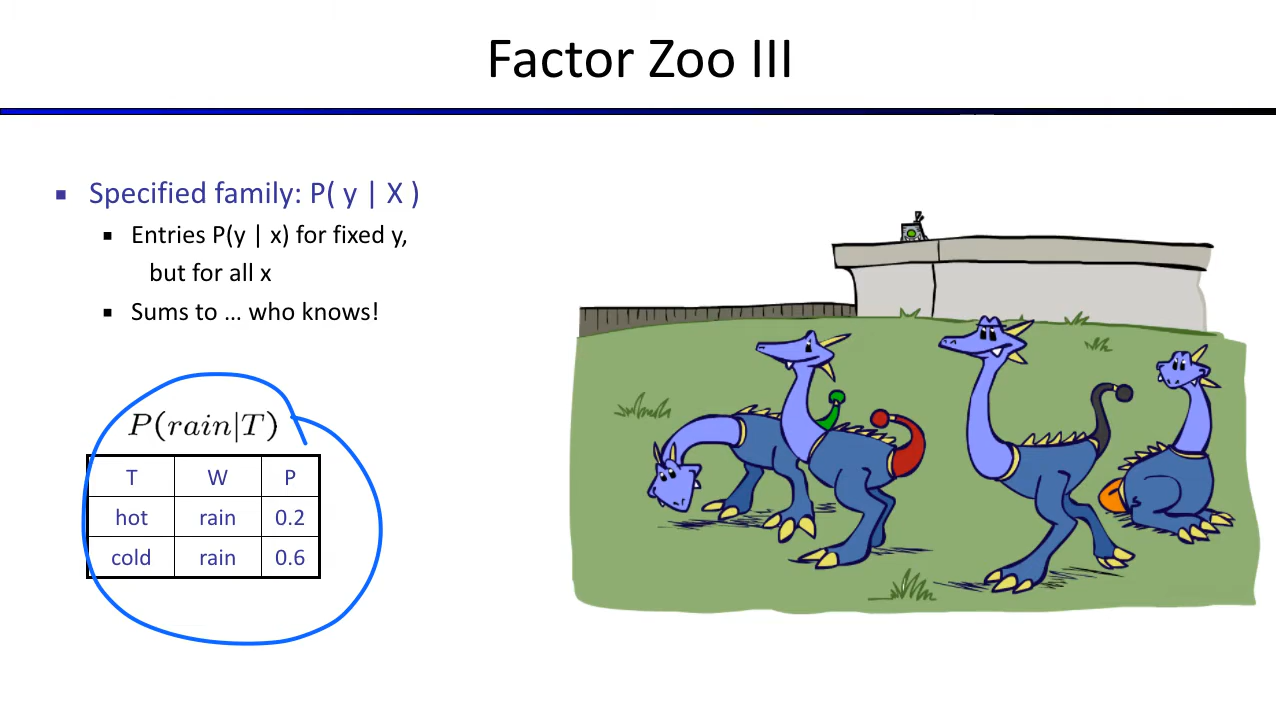 Factor Zoo III
▪ Specified family: P( y | X )
▪ Entries P(y | x) for fixed y,
but for all x
▪ Sums to … who knows!
P(rain|T)
T W P
hot rain 0.2
cold rain 0.6